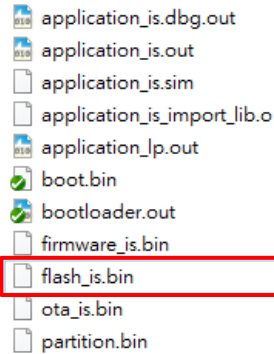 application_is.dbg.out
application_is.out
application_is.sim
application_is_import_lib.o
application_lp.out
boot.bin
bootloader.out
firmware_is.bin
flash_is.bin
ota_is.bin
partition.bin